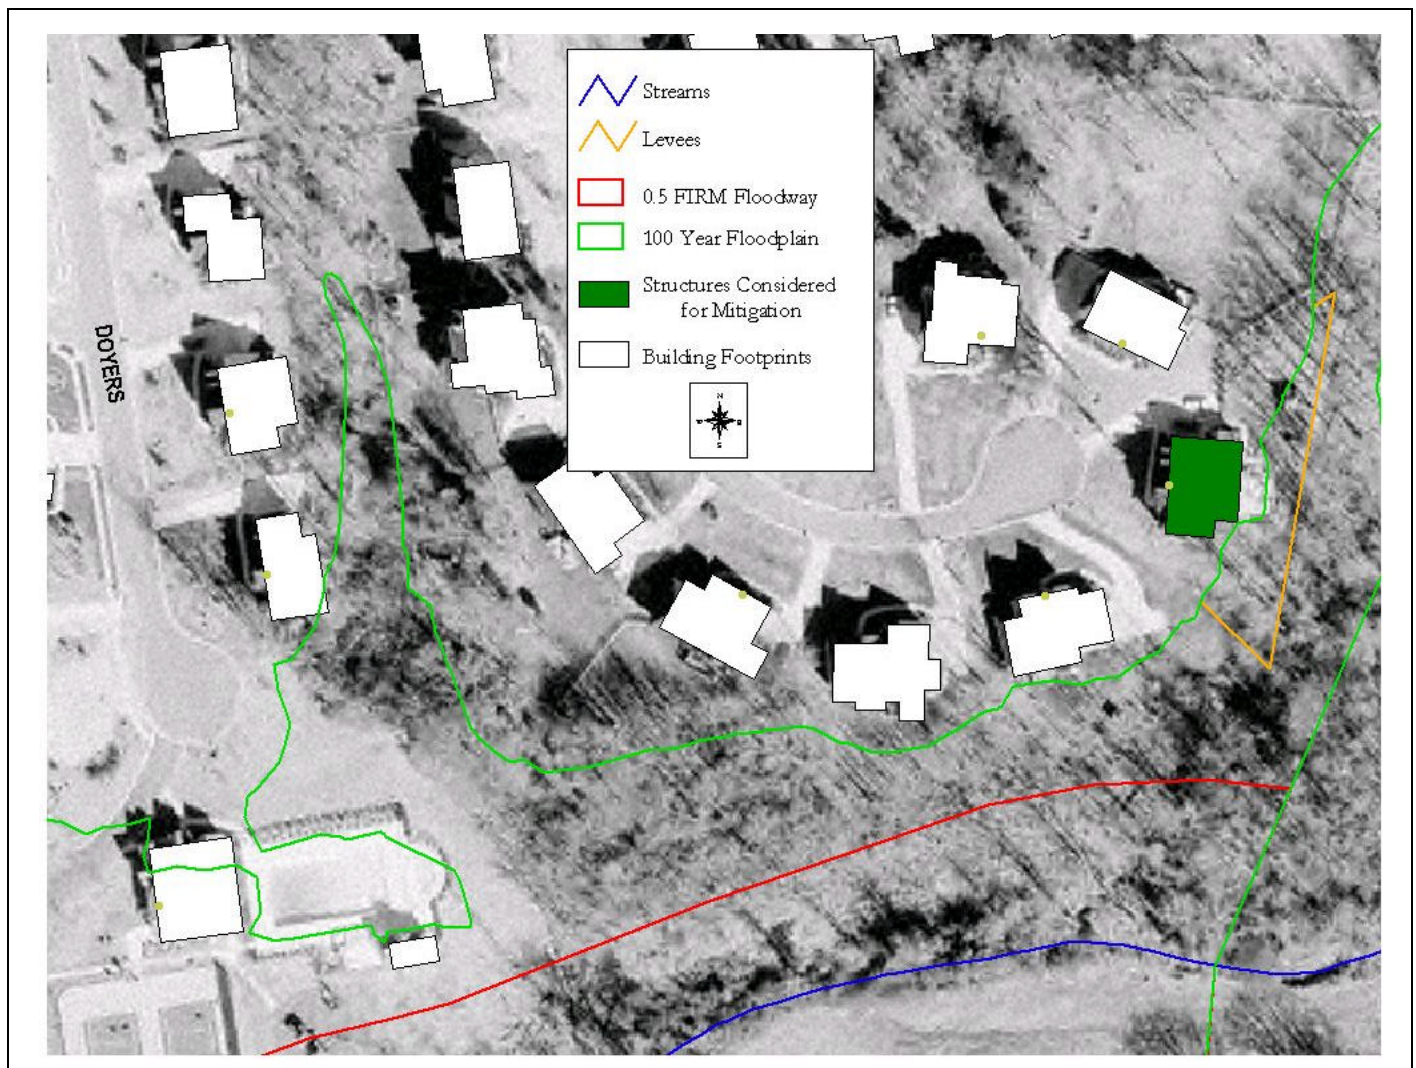 Streams
Levees
0.5 FIRM Floodway
100 Year Floodplain
Structures Considered
for Mitigation
Building Footprints
N
S
DOYERS